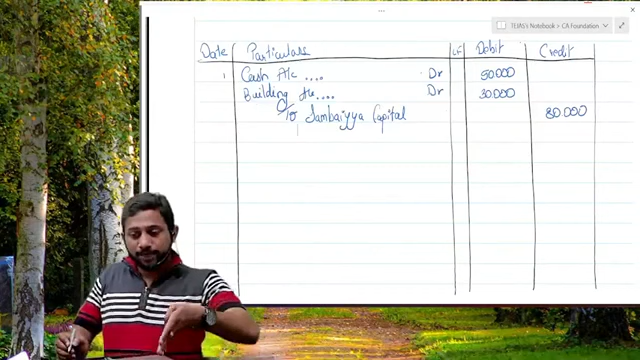 TEJAS's Notebook > CA Foundation
Date Particulars LF Debit Credit
1 Cash A/c .... Dr 50000
Building A/c.... Dr 30000
To Sambaiyya Capital 80000